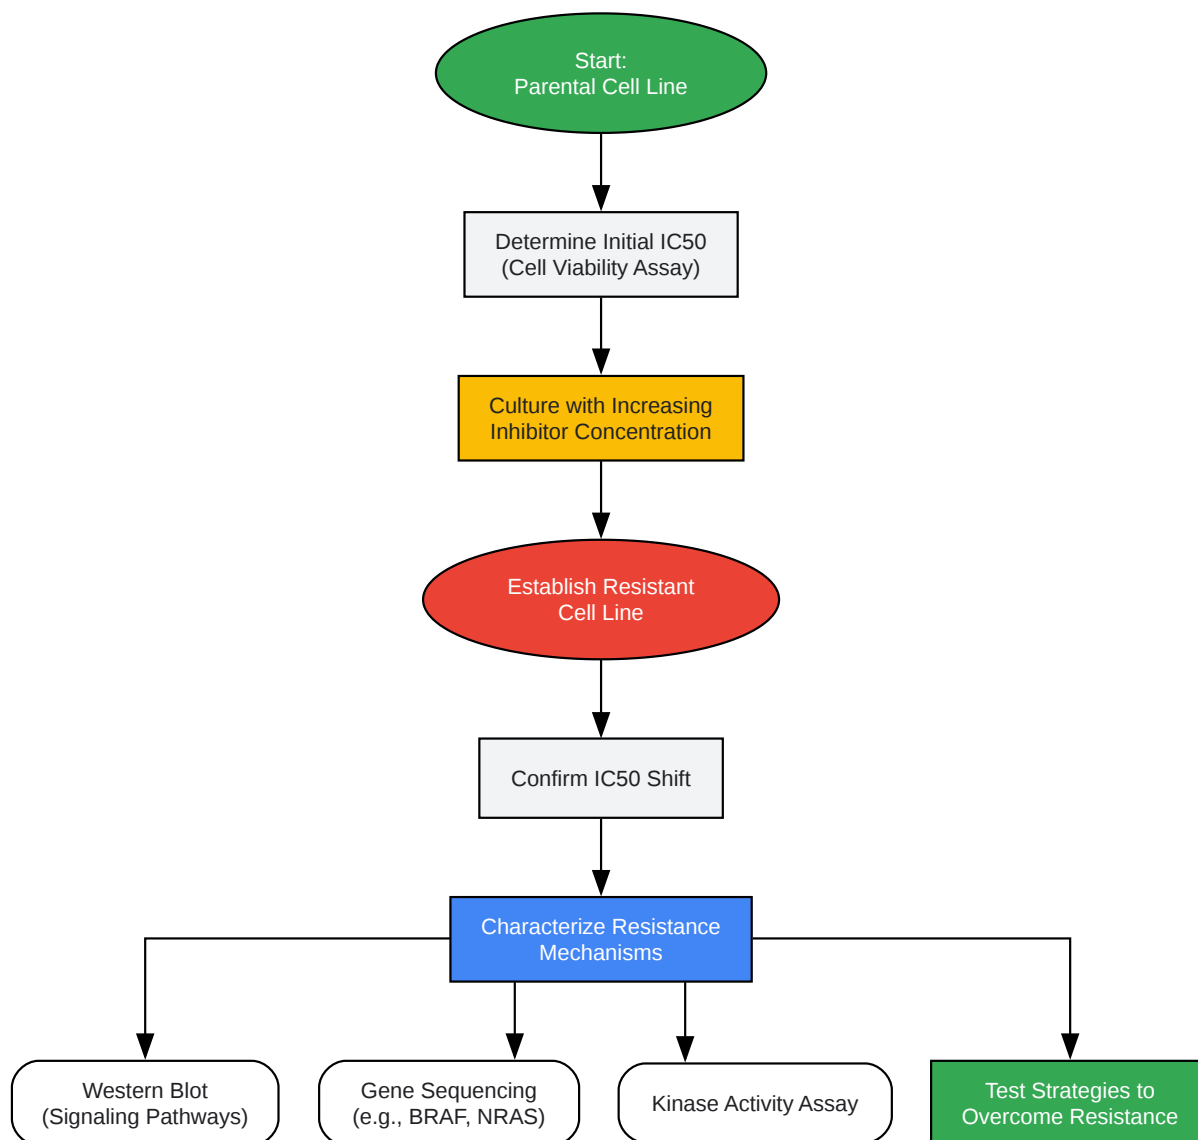 Start:
Parental Cell Line
Determine Initial IC50
(Cell Viability Assay)
Culture with Increasing
Inhibitor Concentration
Establish Resistant
Cell Line
Confirm IC50 Shift
Characterize Resistance
Mechanisms
Western Blot
(Signaling Pathways)
Gene Sequencing
(e.g., BRAF, NRAS)
Kinase Activity Assay
Test Strategies to
Overcome Resistance